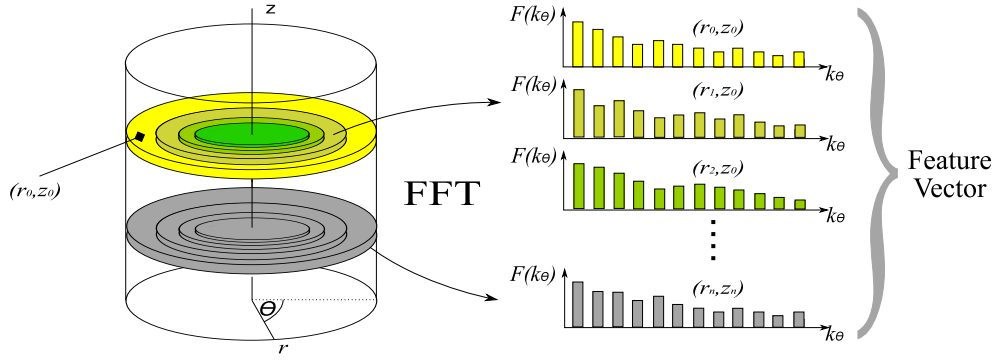 z
(r₀,z₀)
θ
r
FFT
F(kθ)
(r₀,z₀)
kθ
F(kθ)
(r₁,z₀)
kθ
F(kθ)
(r₂,z₀)
kθ
F(kθ)
(rₙ,zₙ)
kθ
Feature
Vector